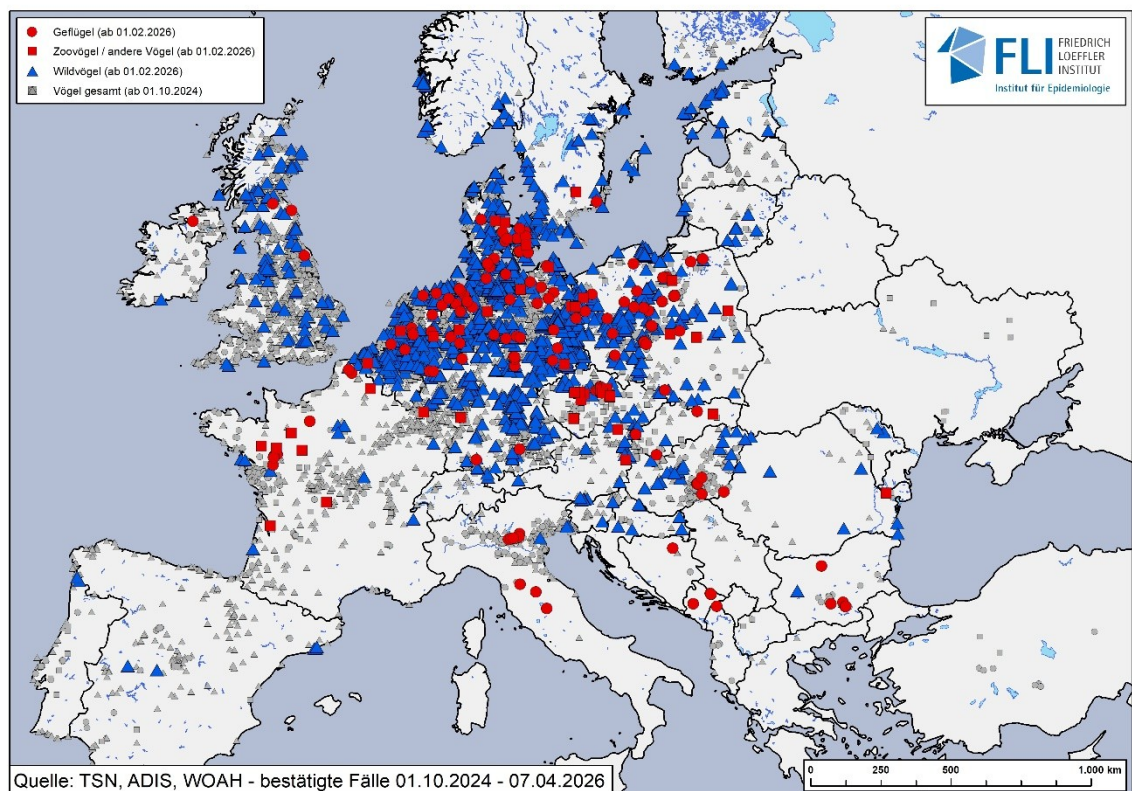 Geflügel (ab 01.02.2026)
Zoovögel / andere Vögel (ab 01.02.2026)
Wildvögel (ab 01.02.2026)
Vögel gesamt (ab 01.10.2024)
FLI
FRIEDRICH
LOEFFLER
INSTITUT
Institut für Epidemiologie
Quelle: TSN, ADIS, WOAH - bestätigte Fälle 01.10.2024 - 07.04.2026
0 250 500 1.000 km